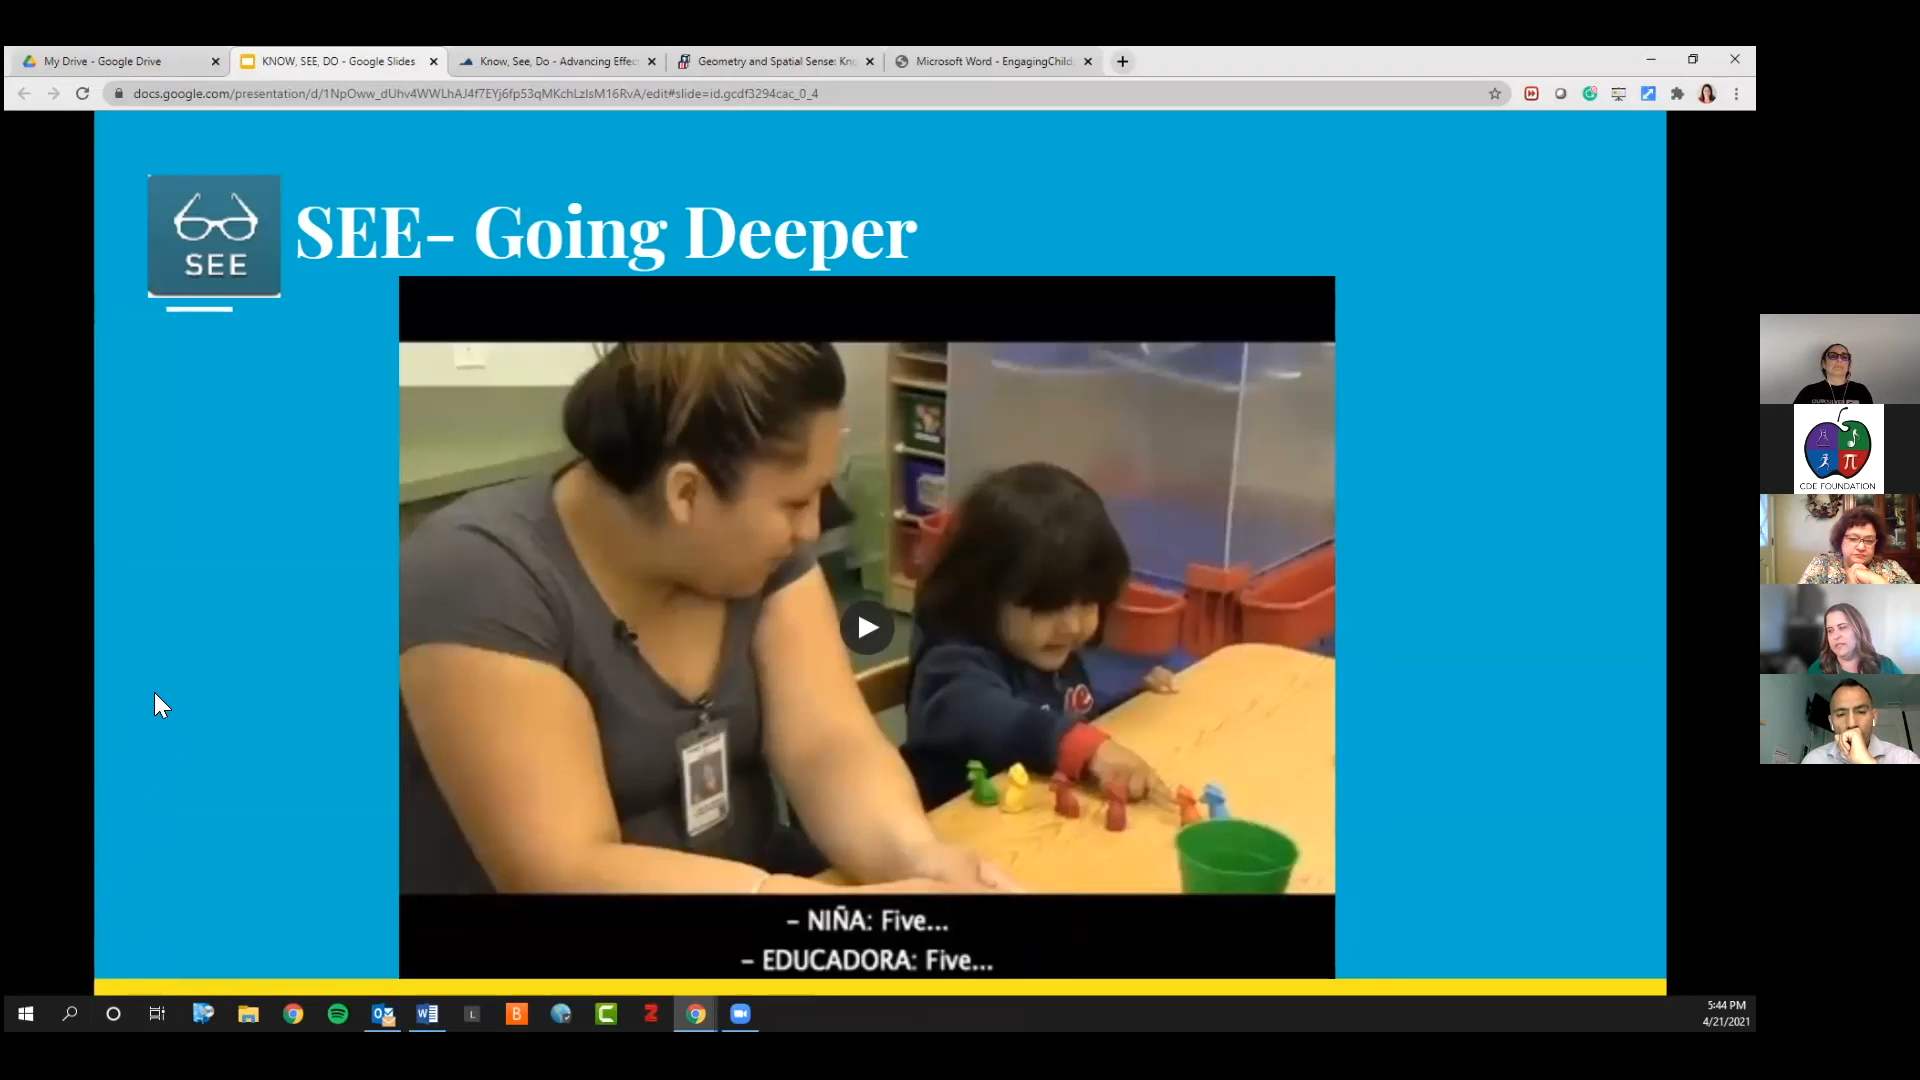 My Drive - Google Drive
KNOW, SEE, DO - Google Slides
Know, See, Do - Advancing Effec
Geometry and Spatial Sense: Kn
Microsoft Word - EngagingChild
docs.google.com/presentation/d/1NpOww_dUhv4WWLhAJ4f7EYj6fp53qMKchLzIsM16RvA/edit#slide=id.gcdf3294cac_0_4
SEE
SEE- Going Deeper
– NIÑA: Five...
– EDUCADORA: Five...
π
CDE FOUNDATION
5:44 PM
4/21/2021